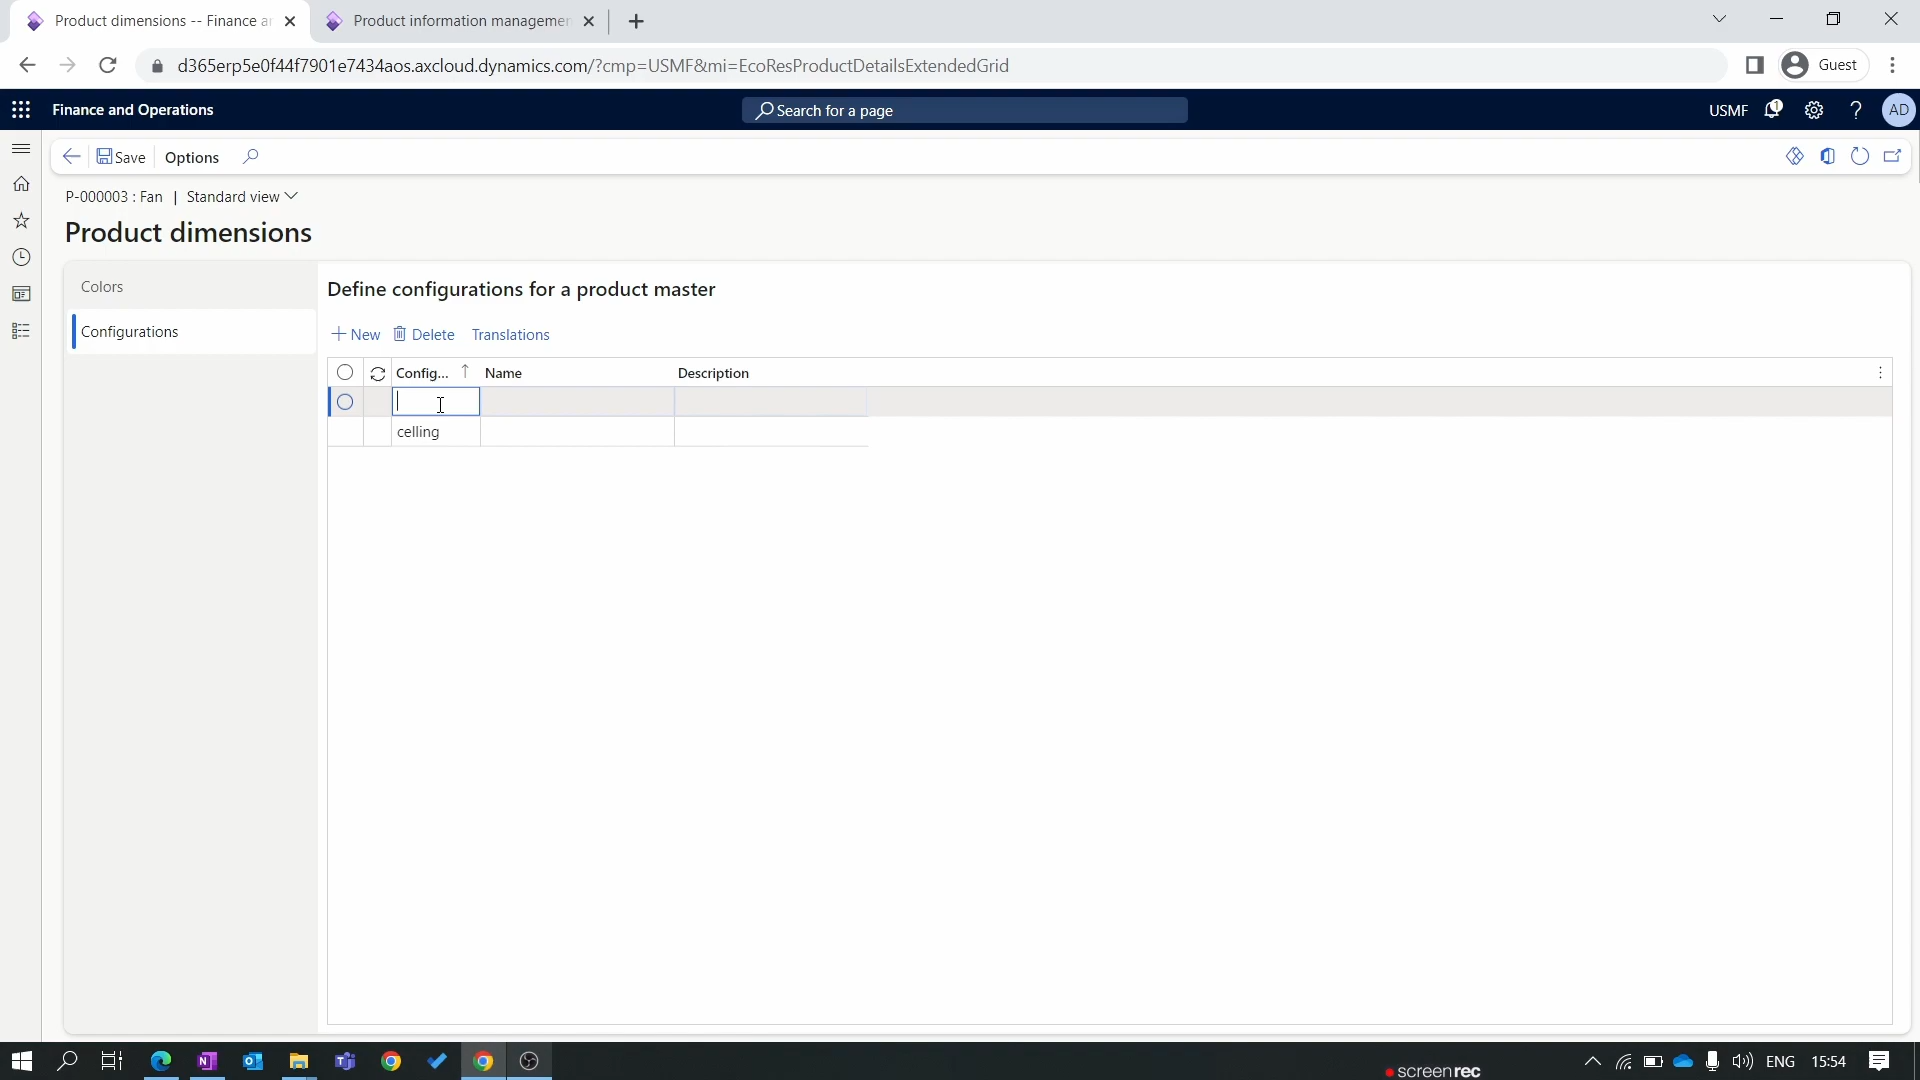 Product dimensions -- Finance ar
Product information managemen
d365erp5e0f44f7901e7434aos.axcloud.dynamics.com/?cmp=USMF&mi=EcoResProductDetailsExtendedGrid
Guest
Finance and Operations
Search for a page
USMF
1
?
AD
Save
Options
P-000003 : Fan | Standard view
Product dimensions
Colors
Configurations
Define configurations for a product master
New
Delete
Translations
Config...
Name
Description
celling
screenrec
ENG
15:54